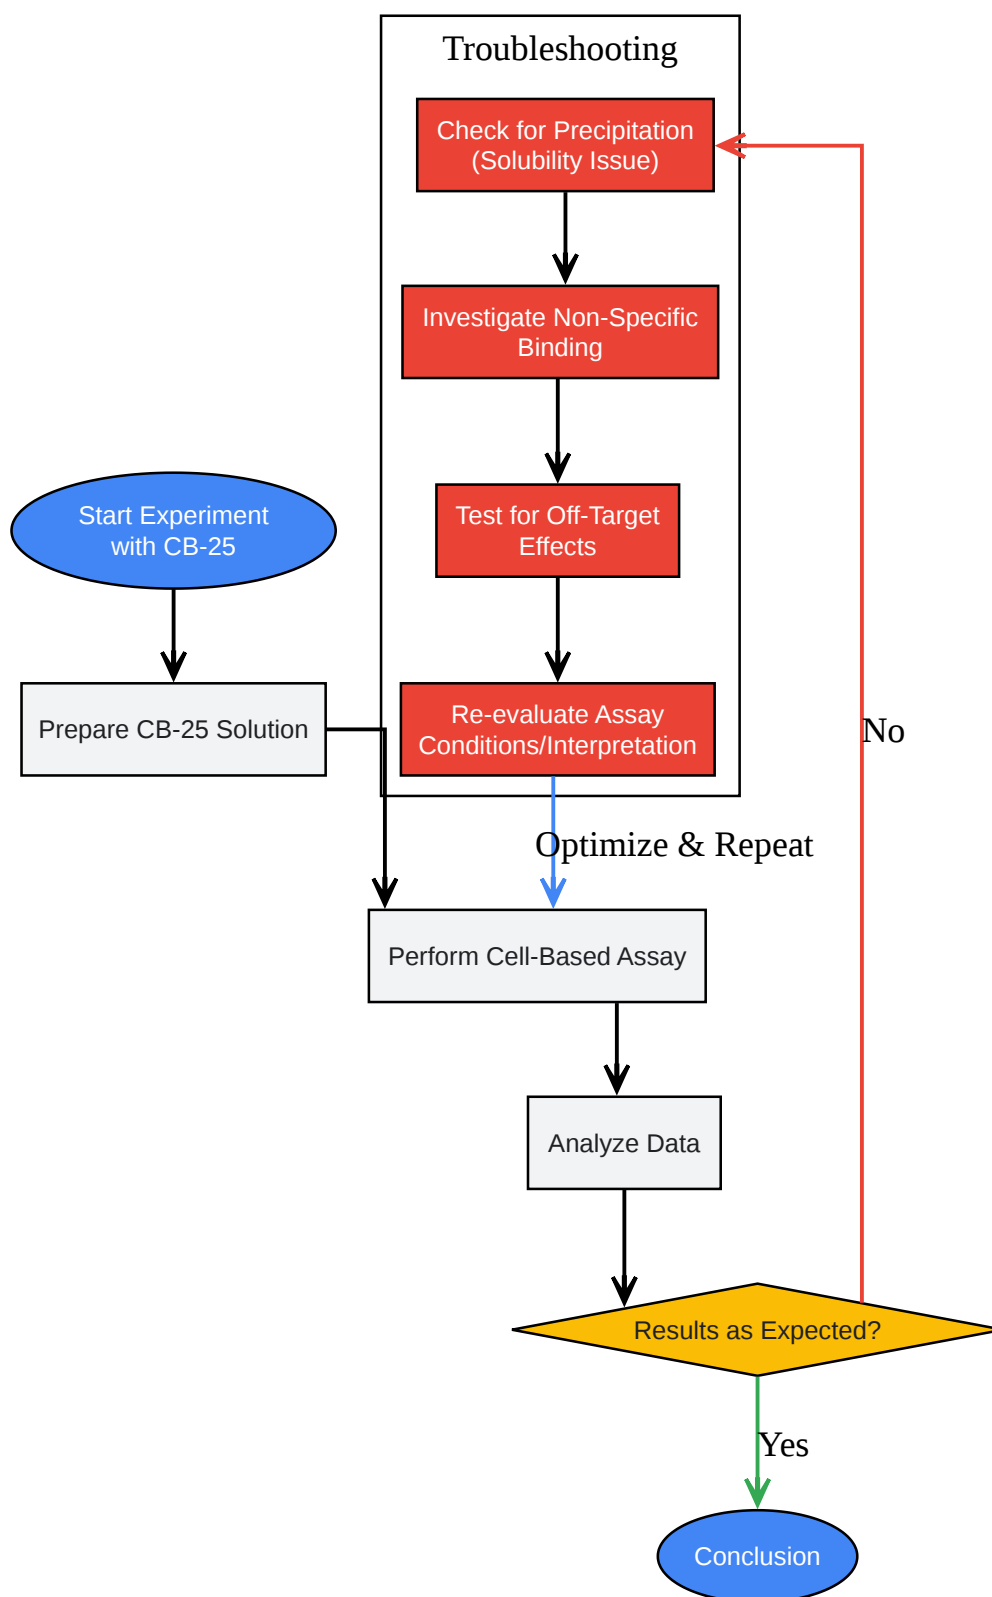 Troubleshooting
Check for Precipitation
(Solubility Issue)
Investigate Non-Specific
Binding
Test for Off-Target
Effects
Start Experiment
with CB-25
Re-evaluate Assay
Conditions/Interpretation
Prepare CB-25 Solution
No
Optimize & Repeat
Perform Cell-Based Assay
Analyze Data
Results as Expected?
Yes
Conclusion